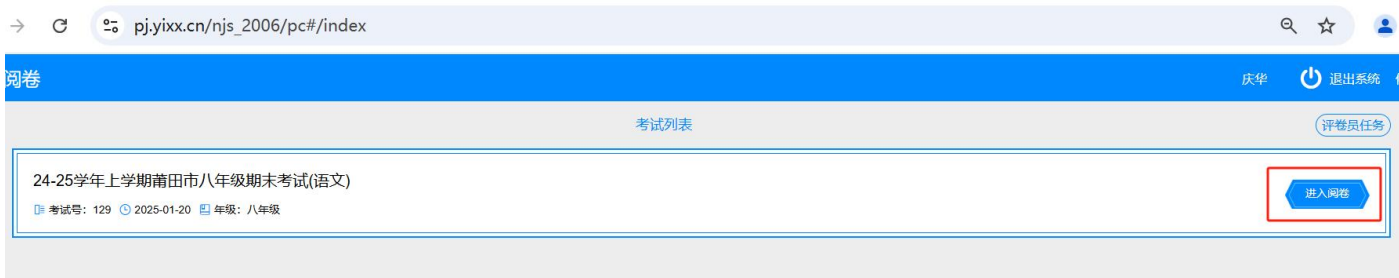 pj.yixx.cn/njs_2006/pc#/index
阅卷
庆华
退出系统
考试列表
评卷员任务
24-25学年上学期莆田市八年级期末考试(语文)
进入阅卷
考试号：129 2025-01-20 年级：八年级